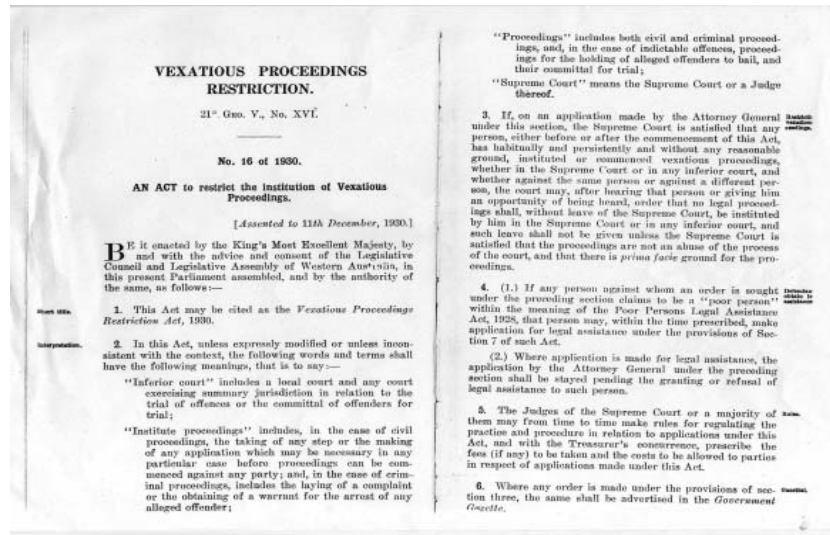 VEXATIOUS PROCEEDINGS
RESTRICTION.
21° GEO. V., No. XVI.
No. 16 of 1930.
AN ACT to restrict the institution of Vexatious
Proceedings.
[Assented to 11th December, 1930.]
BE it enacted by the King's Most Excellent Majesty, by
and with the advice and consent of the Legislative
Council and Legislative Assembly of Western Australia, in
this present Parliament assembled, and by the authority of
the same, as follows:—
Short title.
1. This Act may be cited as the Vexatious Proceedings
Restriction Act, 1930.
Interpretation.
2. In this Act, unless expressly modified or unless incon-
sistent with the context, the following words and terms shall
have the following meanings, that is to say:—
"Inferior court" includes a local court and any court
exercising summary jurisdiction in relation to the
trial of offences or the committal of offenders for
trial;
"Institute proceedings" includes, in the case of civil
proceedings, the taking of any step or the making
of any application which may be necessary in any
particular case before proceedings can be com-
menced against any party; and, in the case of crim-
inal proceedings, includes the laying of a complaint
or the obtaining of a warrant for the arrest of any
alleged offender;
"Proceedings" includes both civil and criminal proceed-
ings, and, in the case of indictable offences, proceed-
ings for the holding of alleged offenders to bail, and
their committal for trial;
"Supreme Court" means the Supreme Court or a Judge
thereof.
3. If, on an application made by the Attorney General
under this section, the Supreme Court is satisfied that any
person, either before or after the commencement of this Act,
has habitually and persistently and without any reasonable
ground, instituted or commenced vexatious proceedings,
whether in the Supreme Court or in any inferior court, and
whether against the same person or against a different per-
son, the court may, after hearing that person or giving him
an opportunity of being heard, order that no legal proceed-
ings shall, without leave of the Supreme Court, be instituted
by him in the Supreme Court or in any inferior court, and
such leave shall not be given unless the Supreme Court is
satisfied that the proceedings are not an abuse of the process
of the court, and that there is prima facie ground for the pro-
ceedings.
4. (1.) If any person against whom an order is sought
under the preceding section claims to be a "poor person"
within the meaning of the Poor Persons Legal Assistance
Act, 1928, that person may, within the time prescribed, make
application for legal assistance under the provisions of Sec-
tion 7 of such Act.
(2.) Where application is made for legal assistance, the
application by the Attorney General under the preceding
section shall be stayed pending the granting or refusal of
legal assistance to such person.
5. The Judges of the Supreme Court or a majority of
them may from time to time make rules for regulating the
practice and procedure in relation to applications under this
Act, and with the Treasurer's concurrence, prescribe the
fees (if any) to be taken and the costs to be allowed to parties
in respect of applications made under this Act.
Rules.
6. Where any order is made under the provisions of sec-
tion three, the same shall be advertised in the Government
Gazette.